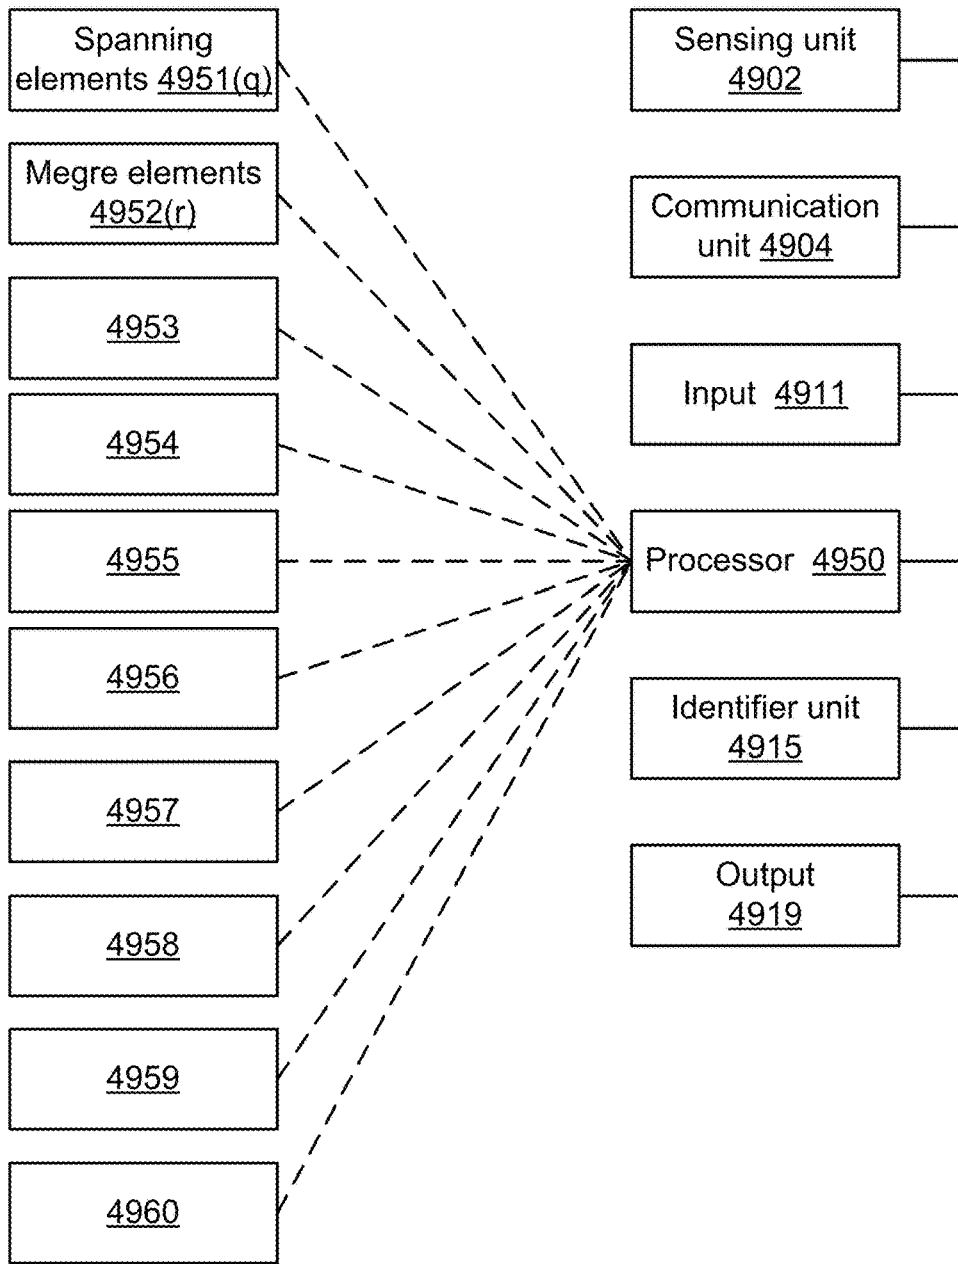 Spanning
elements 4951(q)
Megre elements
4952(r)
4953
4954
4955
4956
4957
4958
4959
4960
Sensing unit
4902
Communication
unit 4904
Input 4911
Processor 4950
Identifier unit
4915
Output
4919